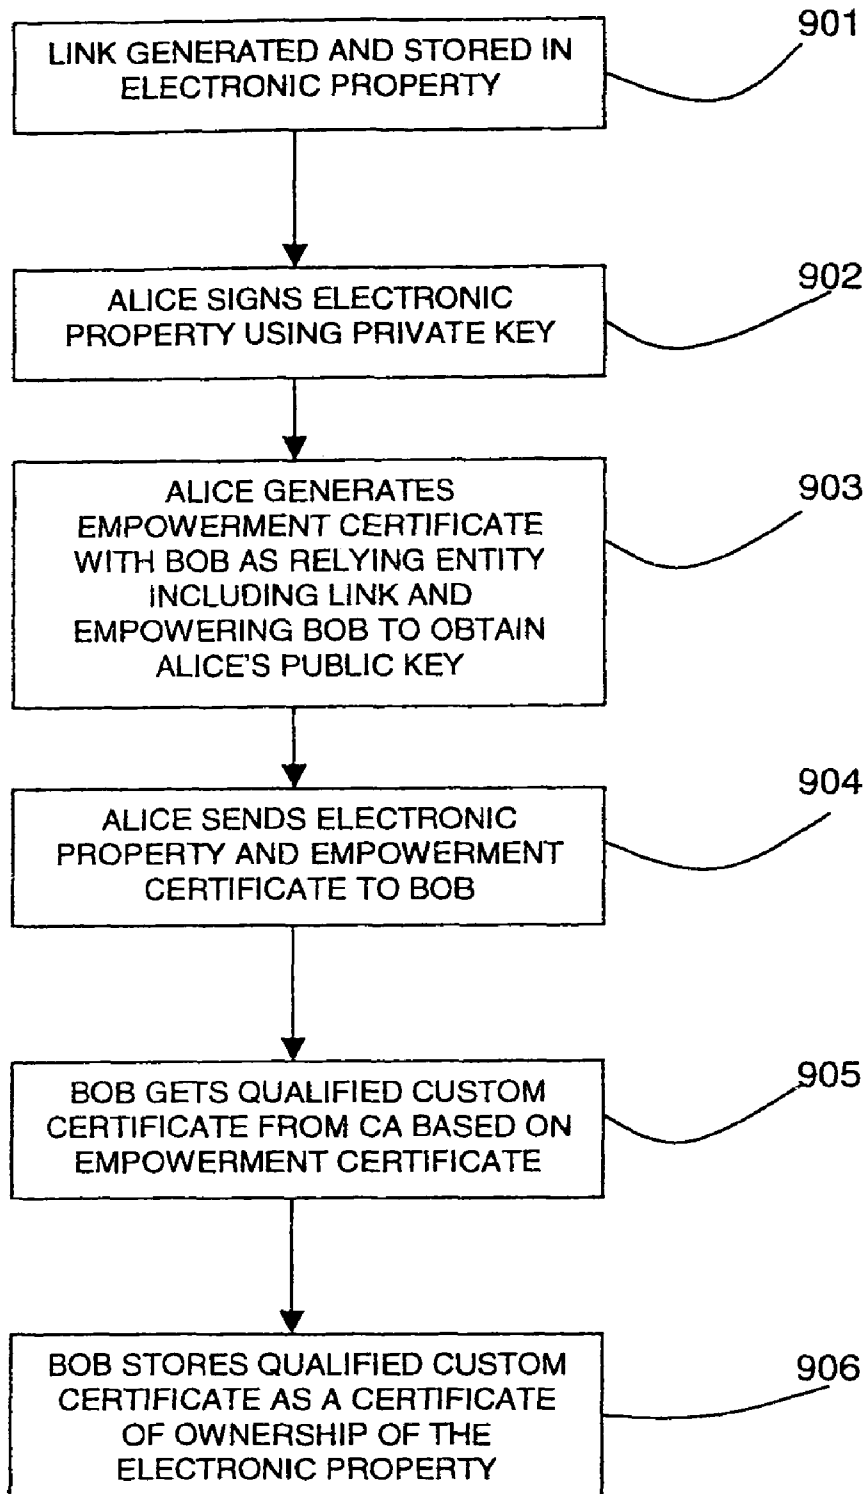 LINK GENERATED AND STORED IN
ELECTRONIC PROPERTY
901
ALICE SIGNS ELECTRONIC
PROPERTY USING PRIVATE KEY
902
ALICE GENERATES
EMPOWERMENT CERTIFICATE
WITH BOB AS RELYING ENTITY
INCLUDING LINK AND
EMPOWERING BOB TO OBTAIN
ALICE'S PUBLIC KEY
903
ALICE SENDS ELECTRONIC
PROPERTY AND EMPOWERMENT
CERTIFICATE TO BOB
904
BOB GETS QUALIFIED CUSTOM
CERTIFICATE FROM CA BASED ON
EMPOWERMENT CERTIFICATE
905
BOB STORES QUALIFIED CUSTOM
CERTIFICATE AS A CERTIFICATE
OF OWNERSHIP OF THE
ELECTRONIC PROPERTY
906